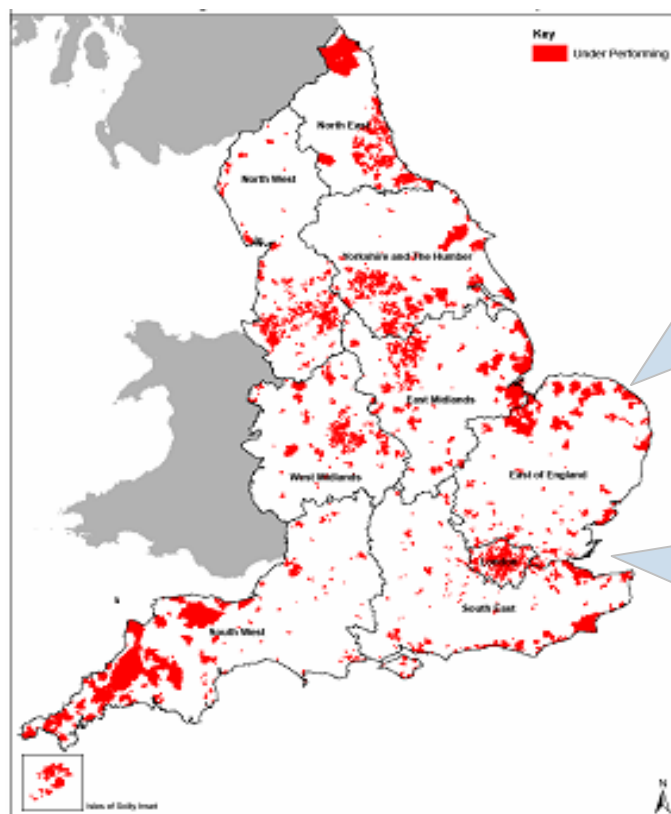 Key
Under Performing
North East
North West
Yorkshire and The Humber
East Midlands
West Midlands
East of England
London
South East
South West
Isles of Scilly Inset
N